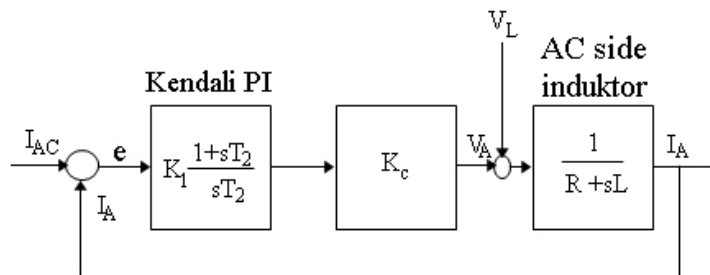 V_L
AC side
induktor
Kendali PI
I_AC
e
K_1 (1+sT_2)/(sT_2)
K_c
V_A
1/(R+sL)
I_A
I_A